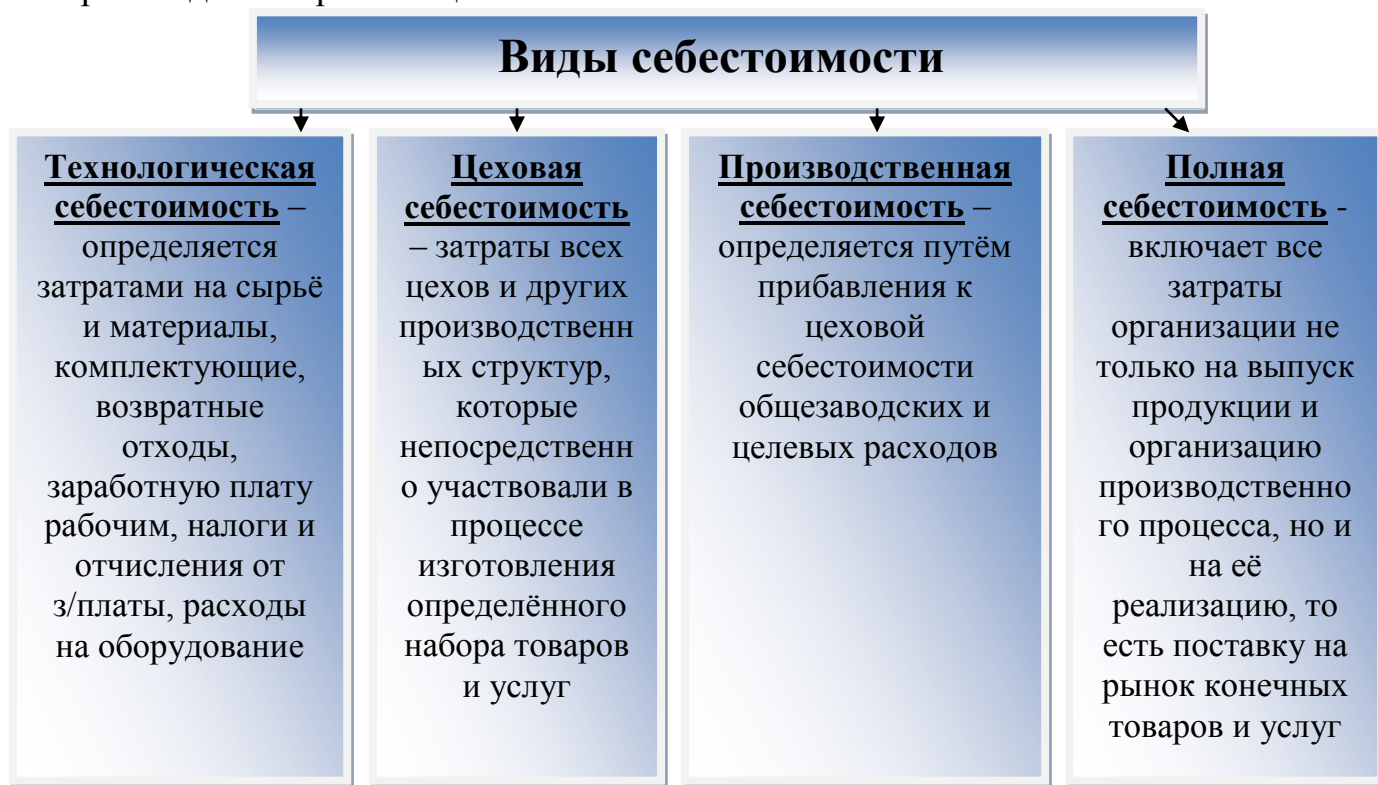 Виды себестоимости
Технологическая
себестоимость –
определяется
затратами на сырьё
и материалы,
комплектующие,
возвратные
отходы,
заработную плату
рабочим, налоги и
отчисления от
з/платы, расходы
на оборудование
Цеховая
себестоимость
– затраты всех
цехов и других
производственн
ых структур,
которые
непосредственн
о участвовали в
процессе
изготовления
определённого
набора товаров
и услуг
Производственная
себестоимость –
определяется путём
прибавления к
цеховой
себестоимости
общезаводских и
целевых расходов
Полная
себестоимость -
включает все
затраты
организации не
только на выпуск
продукции и
организацию
производственно
го процесса, но и
на её
реализацию, то
есть поставку на
рынок конечных
товаров и услуг